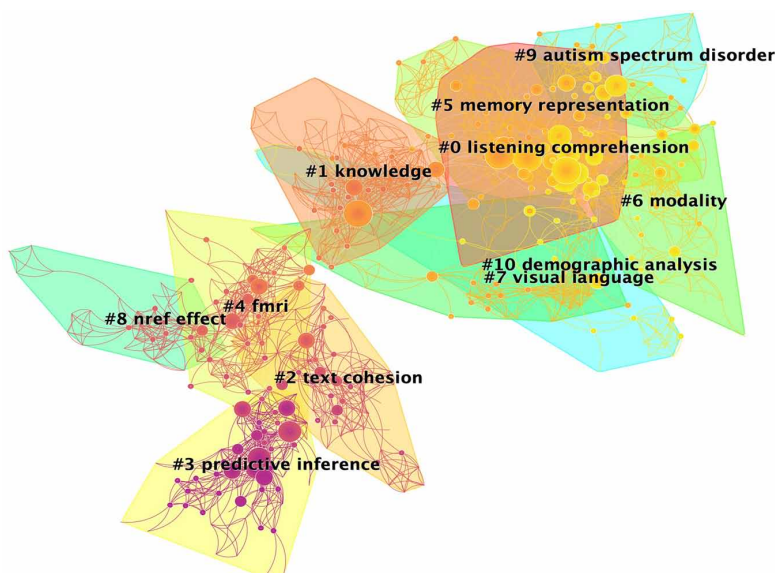 #9 autism spectrum disorder
#5 memory representation
#0 listening comprehension
#1 knowledge
#6 modality
#10 demographic analysis
#7 visual language
#4 fmri
#8 nref effect
#2 text cohesion
#3 predictive inference